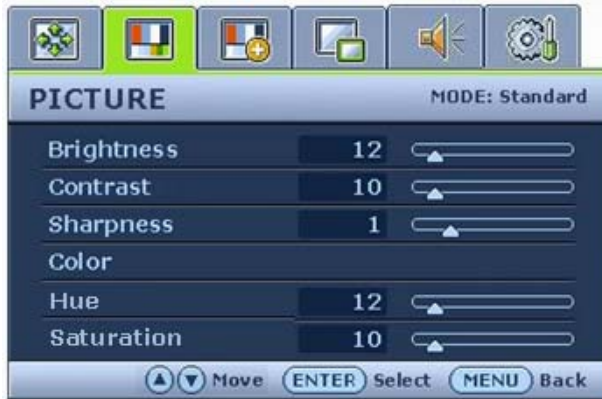 PICTURE MODE: Standard
Brightness 12
Contrast 10
Sharpness 1
Color
Hue 12
Saturation 10
Move ENTER Select MENU Back